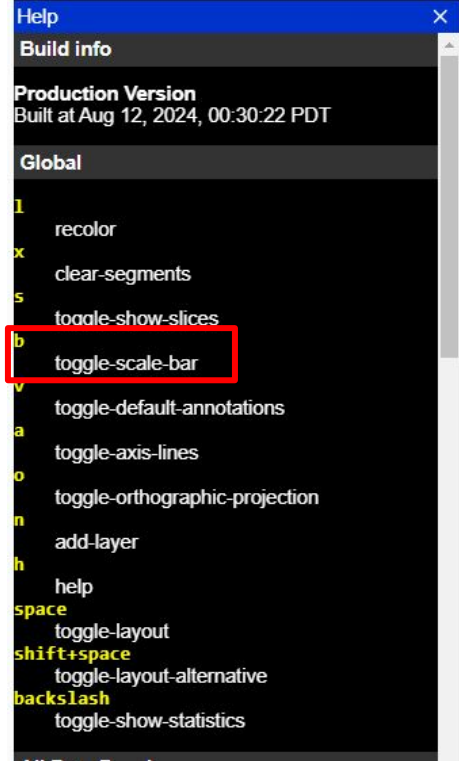 Help ×
Build info
Production Version
Built at Aug 12, 2024, 00:30:22 PDT
Global
l
recolor
x
clear-segments
s
toggle-show-slices
b
toggle-scale-bar
v
toggle-default-annotations
a
toggle-axis-lines
o
toggle-orthographic-projection
n
add-layer
h
help
space
toggle-layout
shift+space
toggle-layout-alternative
backslash
toggle-show-statistics